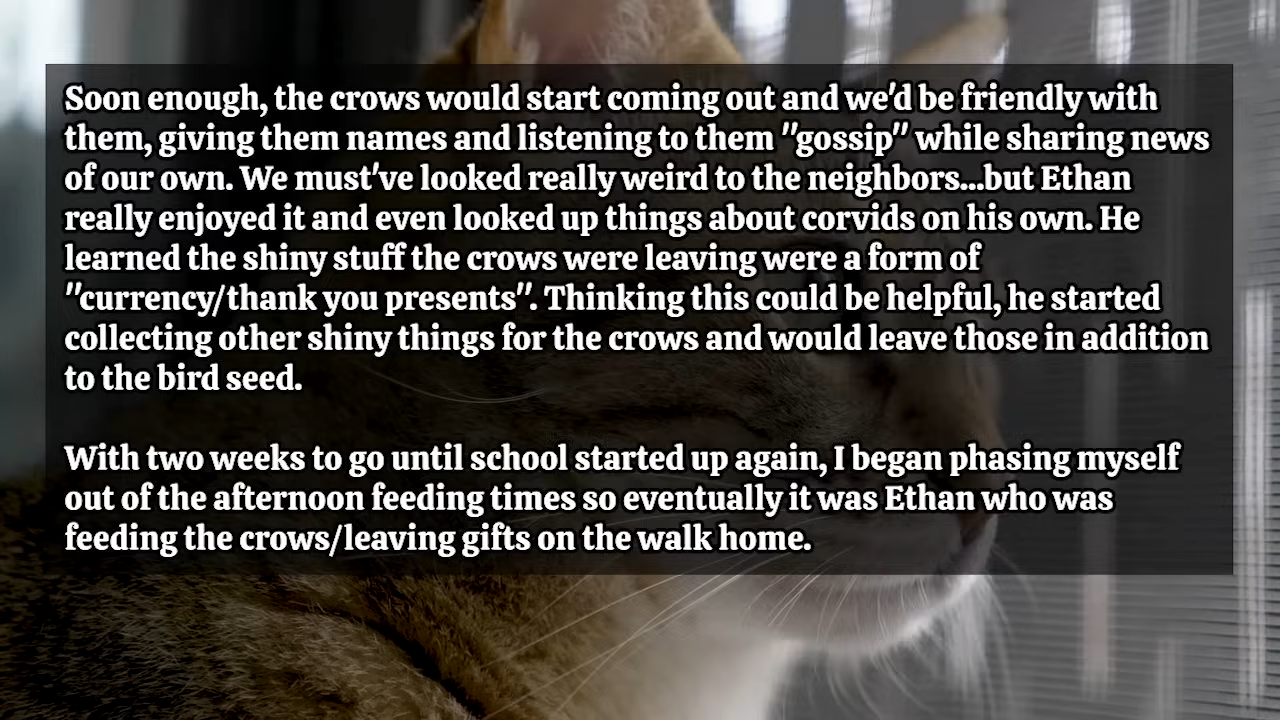 Soon enough, the crows would start coming out and we'd be friendly with
them, giving them names and listening to them "gossip" while sharing news
of our own. We must've looked really weird to the neighbors...but Ethan
really enjoyed it and even looked up things about corvids on his own. He
learned the shiny stuff the crows were leaving were a form of
"currency/thank you presents". Thinking this could be helpful, he started
collecting other shiny things for the crows and would leave those in addition
to the bird seed.
With two weeks to go until school started up again, I began phasing myself
out of the afternoon feeding times so eventually it was Ethan who was
feeding the crows/leaving gifts on the walk home.